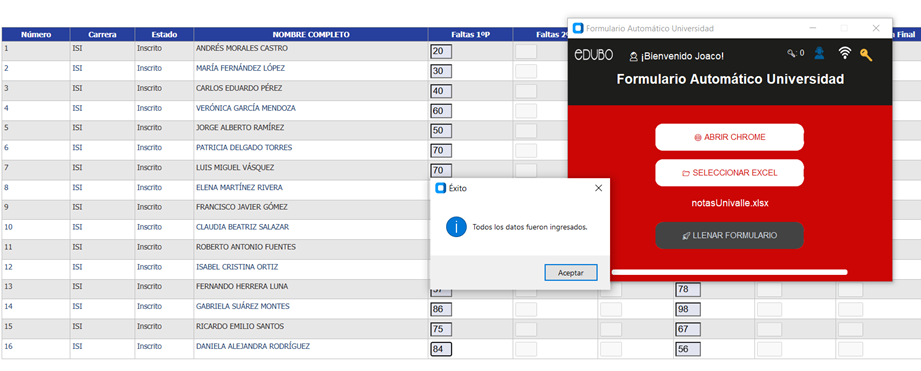 Número Carrera Estado NOMBRE COMPLETO Faltas 1ºP Faltas Final
1 ISI Inscrito ANDRÉS MORALES CASTRO 20
2 ISI Inscrito MARÍA FERNÁNDEZ LÓPEZ 30
3 ISI Inscrito CARLOS EDUARDO PÉREZ 40
4 ISI Inscrito VERÓNICA GARCÍA MENDOZA 60
5 ISI Inscrito JORGE ALBERTO RAMÍREZ 50
6 ISI Inscrito PATRICIA DELGADO TORRES 70
7 ISI Inscrito LUIS MIGUEL VÁSQUEZ 70
8 ISI Inscrito ELENA MARTÍNEZ RIVERA
9 ISI Inscrito FRANCISCO JAVIER GÓMEZ
10 ISI Inscrito CLAUDIA BEATRIZ SALAZAR
11 ISI Inscrito ROBERTO ANTONIO FUENTES
12 ISI Inscrito ISABEL CRISTINA ORTIZ
13 ISI Inscrito FERNANDO HERRERA LUNA 78
14 ISI Inscrito GABRIELA SUÁREZ MONTES 86 98
15 ISI Inscrito RICARDO EMILIO SANTOS 75 67
16 ISI Inscrito DANIELA ALEJANDRA RODRÍGUEZ 84 56
Formulario Automático Universidad
EDUBO ¡Bienvenido Joaco! : 0
Formulario Automático Universidad
ABRIR CHROME
SELECCIONAR EXCEL
notasUnivalle.xlsx
LLENAR FORMULARIO
Éxito
Todos los datos fueron ingresados.
Aceptar